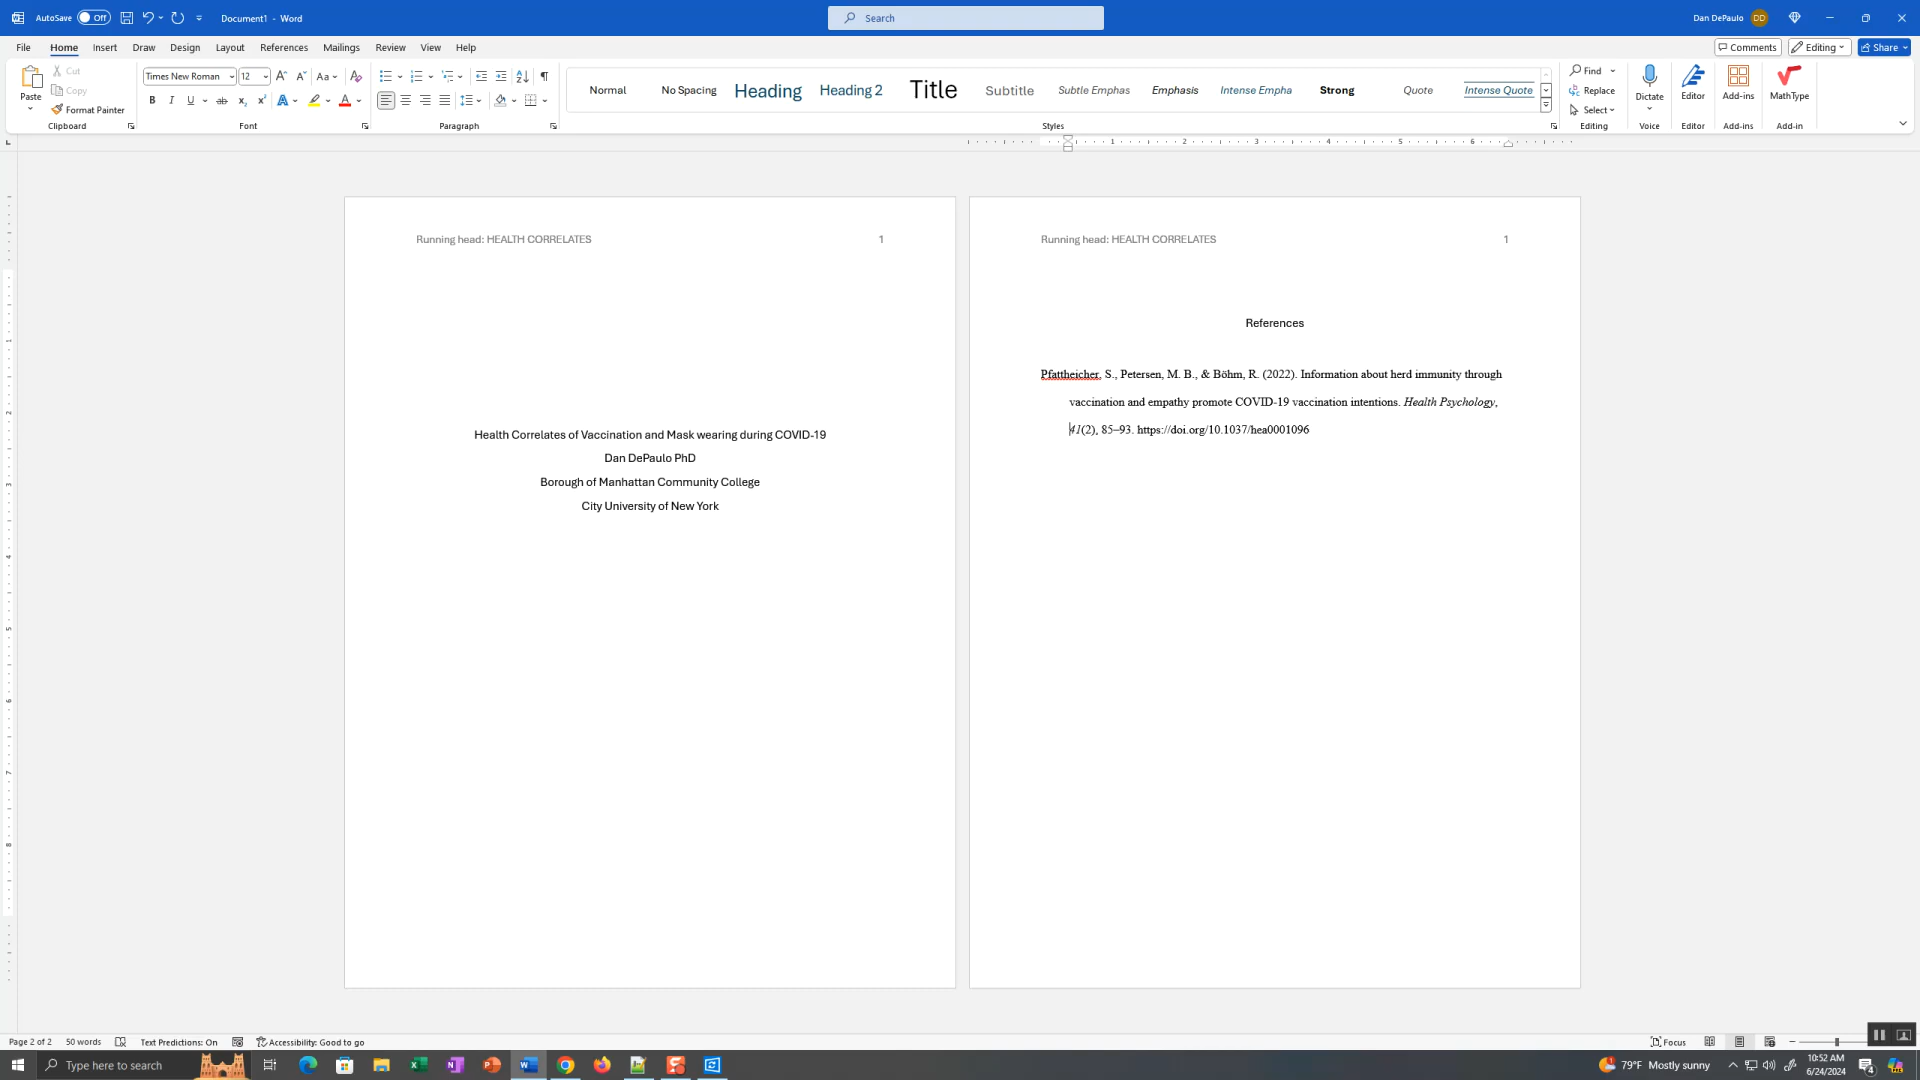 AutoSave Off Document1 - Word Search Dan DePaulo DD
File Home Insert Draw Design Layout References Mailings Review View Help Comments Editing Share
Paste Cut Copy Format Painter Clipboard
Times New Roman 12 Aa Font
Paragraph
Normal No Spacing Heading Heading 2 Title Subtitle Subtle Emphas Emphasis Intense Empha Strong Quote Intense Quote
Styles
Find Replace Select Editing
Dictate Voice
Editor Editor
Add-ins Add-ins
MathType Add-in
1 2 3 4 5 6
Running head: HEALTH CORRELATES 1
Health Correlates of Vaccination and Mask wearing during COVID-19
Dan DePaulo PhD
Borough of Manhattan Community College
City University of New York
Running head: HEALTH CORRELATES 1
References
Pfattheicher, S., Petersen, M. B., & Böhm, R. (2022). Information about herd immunity through
vaccination and empathy promote COVID-19 vaccination intentions. Health Psychology,
41(2), 85–93. https://doi.org/10.1037/hea0001096
Page 2 of 2 50 words Text Predictions: On Accessibility: Good to go Focus
Type here to search 79°F Mostly sunny 10:52 AM
6/24/2024